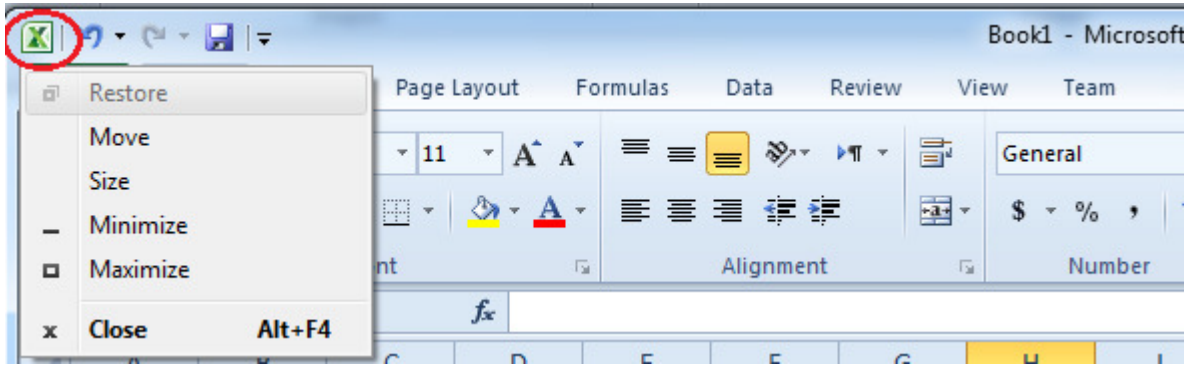 Book1 - Microsoft
Page Layout Formulas Data Review View Team
Restore
Move
Size
Minimize
Maximize
Close Alt+F4
11 A A
General
A $ % ,
nt Alignment Number
fx
D G H